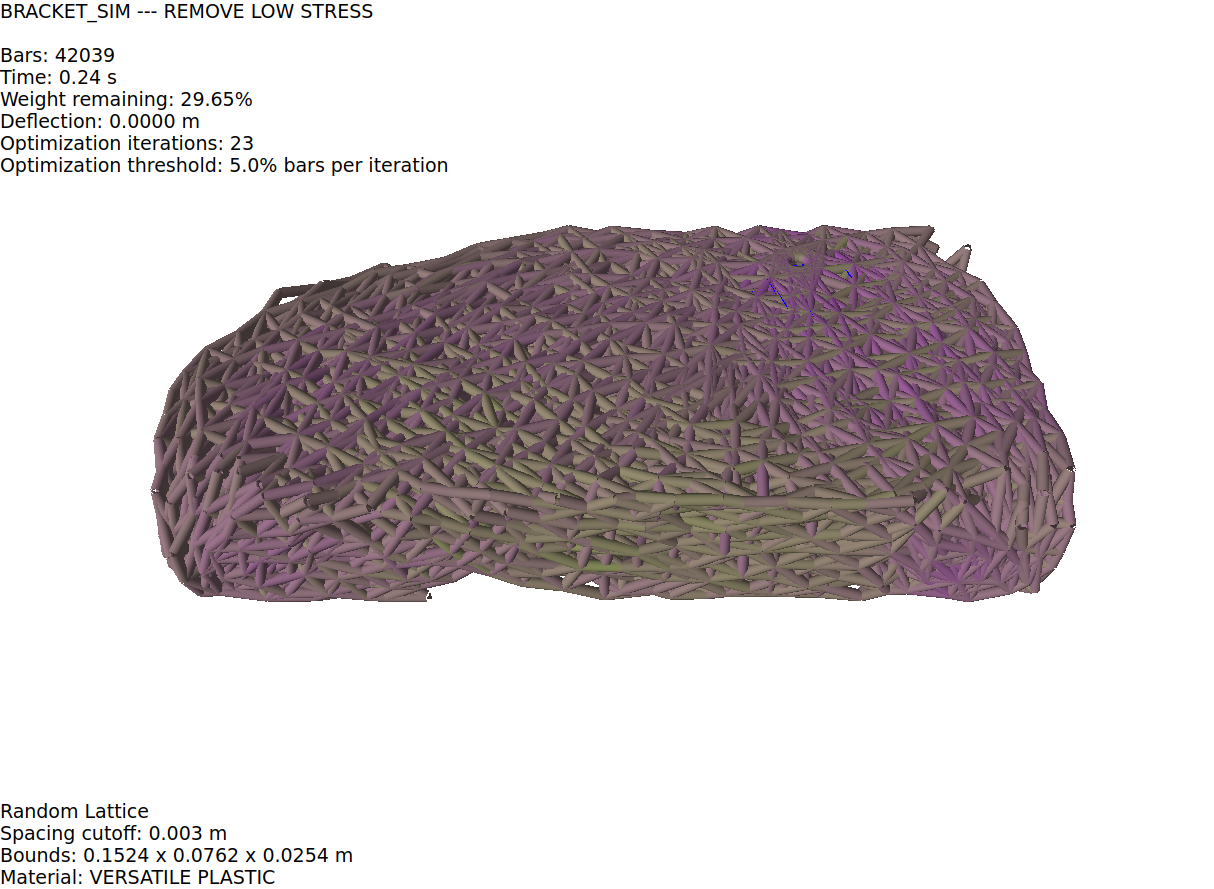 BRACKET_SIM --- REMOVE LOW STRESS
Bars: 42039
Time: 0.24 s
Weight remaining: 29.65%
Deflection: 0.0000 m
Optimization iterations: 23
Optimization threshold: 5.0% bars per iteration
Random Lattice
Spacing cutoff: 0.003 m
Bounds: 0.1524 x 0.0762 x 0.0254 m
Material: VERSATILE PLASTIC